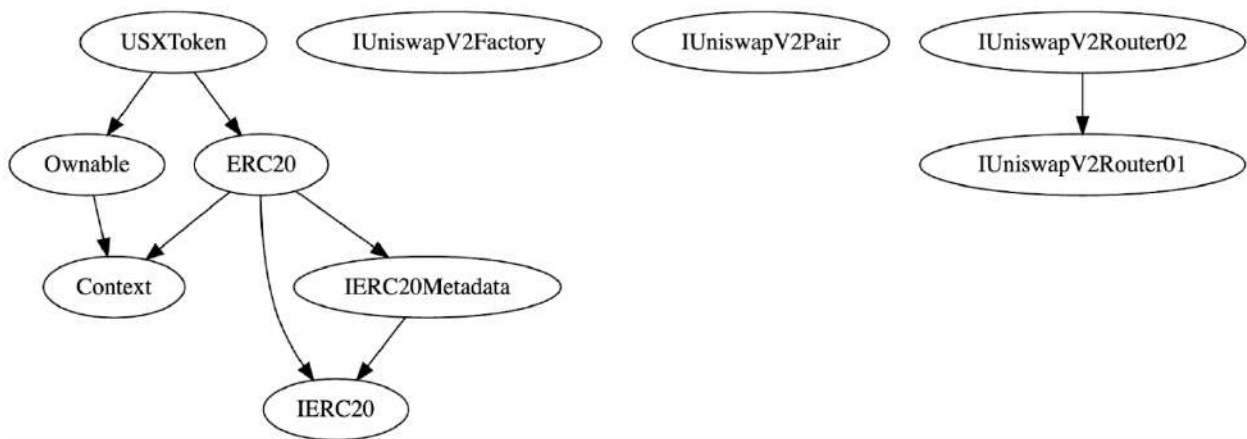 USXToken IUniswapV2Factory IUniswapV2Pair IUniswapV2Router02
Ownable ERC20 IUniswapV2Router01
Context IERC20Metadata
IERC20